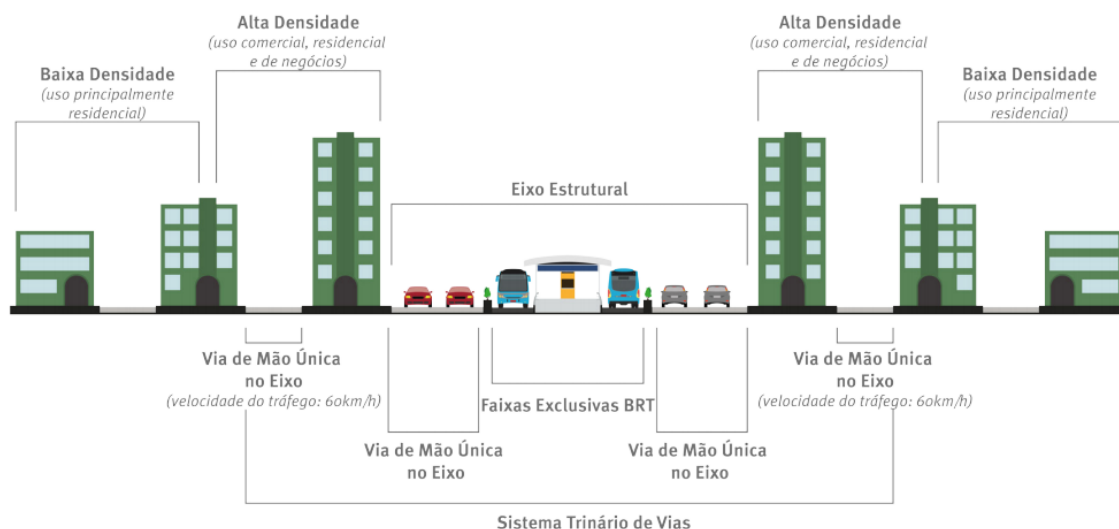 Alta Densidade
(uso comercial, residencial
e de negócios)
Alta Densidade
(uso comercial, residencial
e de negócios)
Baixa Densidade
(uso principalmente
residencial)
Baixa Densidade
(uso principalmente
residencial)
Eixo Estrutural
Via de Mão Única
no Eixo
(velocidade do tráfego: 60km/h)
Faixas Exclusivas BRT
Via de Mão Única
no Eixo
(velocidade do tráfego: 60km/h)
Via de Mão Única
no Eixo
Via de Mão Única
no Eixo
Sistema Trinário de Vias